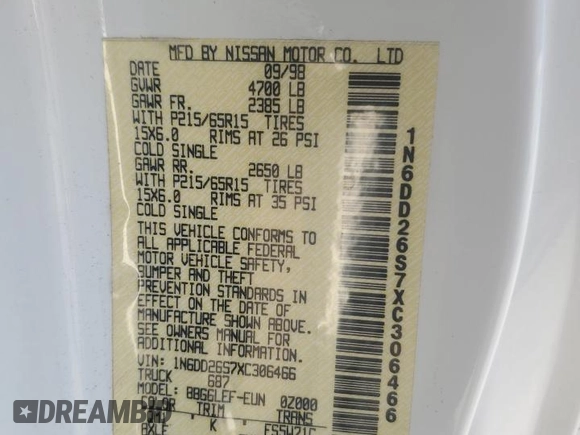 MFD BY NISSAN MOTOR CO. LTD
DATE 09/98
GVWR 4700 LB
GAWR FR. 2385 LB
WITH P215/65R15 TIRES
15X6.0 RIMS AT 26 PSI
COLD SINGLE
GAWR RR. 2650 LB
WITH P215/65R15 TIRES
15X6.0 RIMS AT 35 PSI
COLD SINGLE
THIS VEHICLE CONFORMS TO
ALL APPLICABLE FEDERAL
MOTOR VEHICLE SAFETY,
BUMPER AND THEFT
PREVENTION STANDARDS IN
EFFECT ON THE DATE OF
MANUFACTURE SHOWN ABOVE.
SEE OWNERS MANUAL FOR
ADDITIONAL INFORMATION
VIN: 1N6DD26S7XC306466
TRUCK 687
MODEL: BBG6LEF-EUN 0Z000
COLOR TRIM TRANS
K FS5W71C
AXLE
1N6DD26S7XC306466
DREAMBID